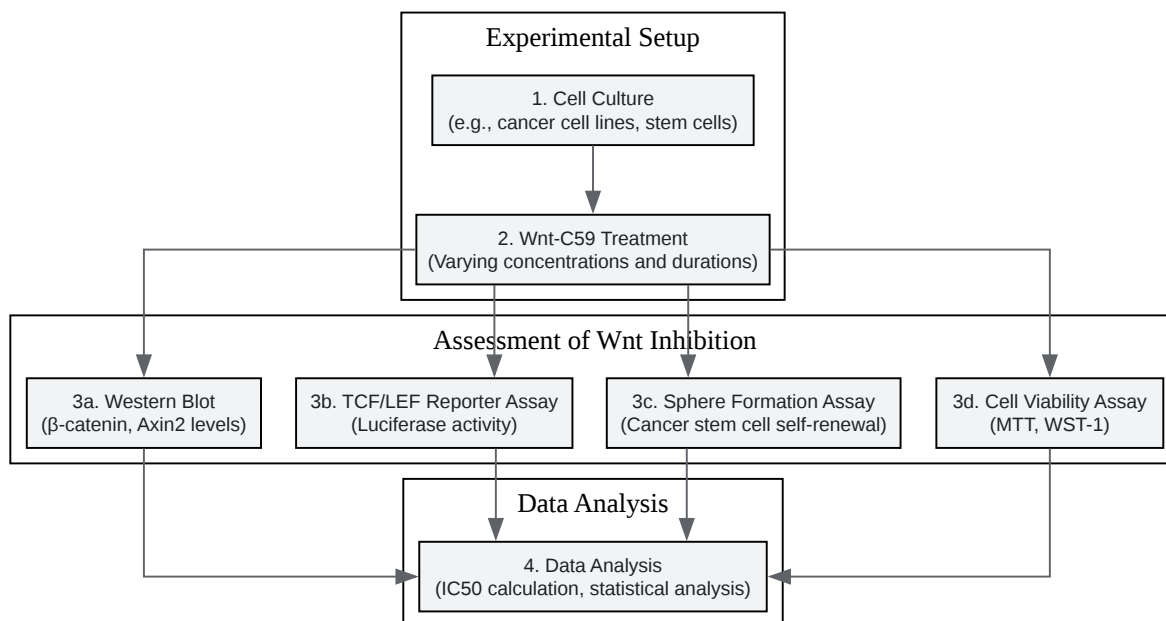 Experimental Setup
1. Cell Culture
(e.g., cancer cell lines, stem cells)
2. Wnt-C59 Treatment
(Varying concentrations and durations)
Assessment of Wnt Inhibition
3a. Western Blot
(β-catenin, Axin2 levels)
3b. TCF/LEF Reporter Assay
(Luciferase activity)
3c. Sphere Formation Assay
(Cancer stem cell self-renewal)
3d. Cell Viability Assay
(MTT, WST-1)
Data Analysis
4. Data Analysis
(IC50 calculation, statistical analysis)